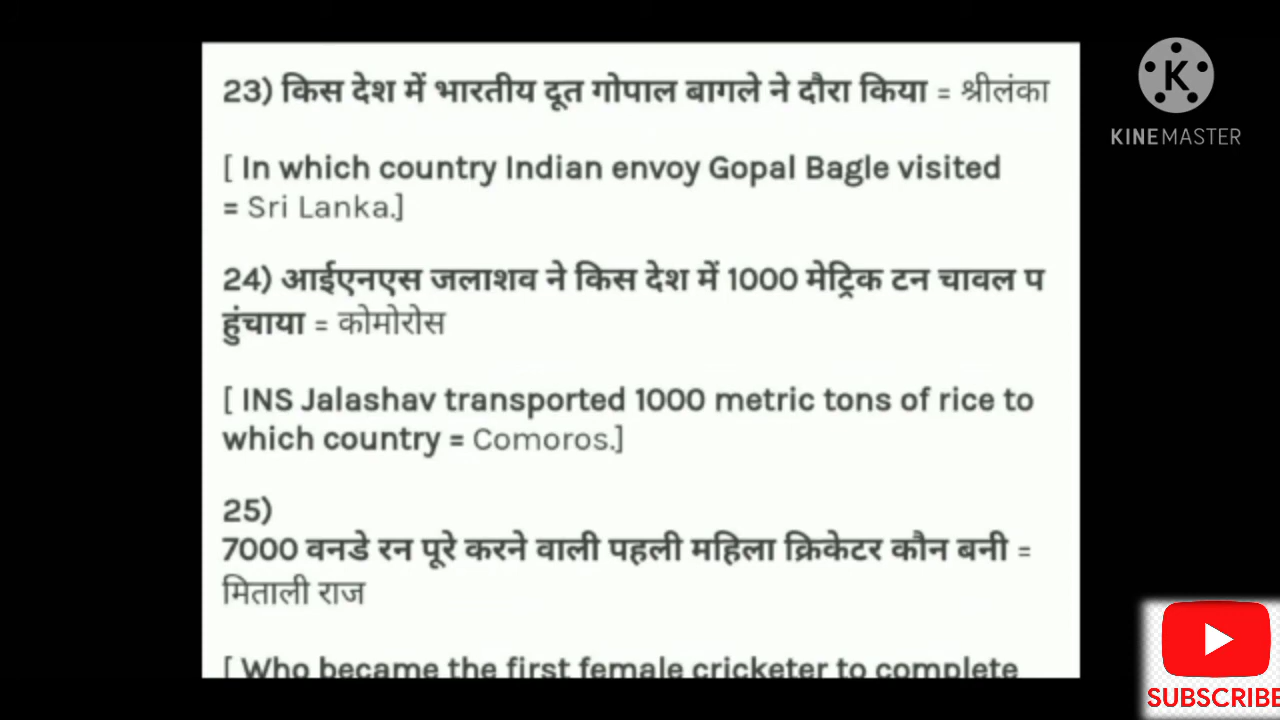 23) किस देश में भारतीय दूत गोपाल बागले ने दौरा किया = श्रीलंका
[ In which country Indian envoy Gopal Bagle visited
= Sri Lanka.]
24) आईएनएस जलाशव ने किस देश में 1000 मेट्रिक टन चावल प
हुंचाया = कोमोरोस
[ INS Jalashav transported 1000 metric tons of rice to
which country = Comoros.]
25)
7000 वनडे रन पूरे करने वाली पहली महिला क्रिकेटर कौन बनी =
मिताली राज
[ Who became the first female cricketer to complete
K
KINEMASTER
SUBSCRIBE